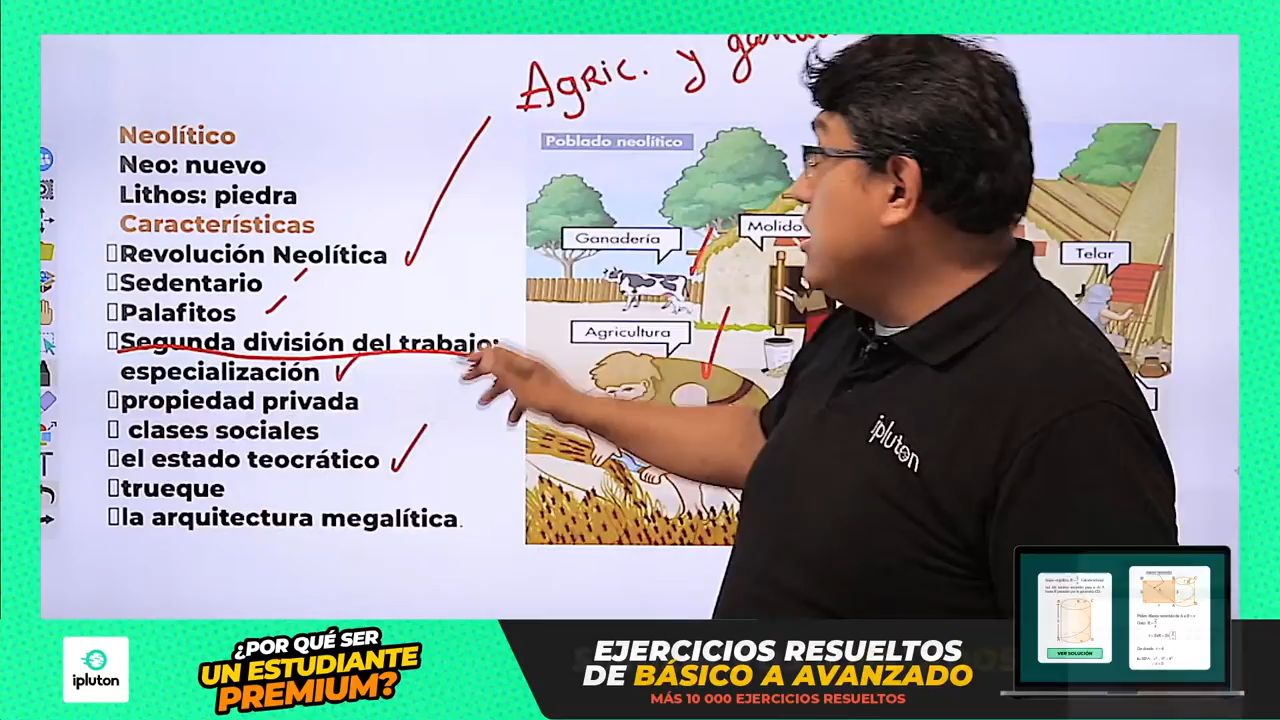 Agric. y
Neolítico
Neo: nuevo
Lithos: piedra
Características
Revolución Neolítica
Sedentario
Palafitos
Segunda división del trabajo:
especialización
propiedad privada
clases sociales
el estado teocrático
trueque
la arquitectura megalítica.
Poblado neolítico
Ganadería
Molido
Telar
Agricultura
ipluton
ipluton
¿POR QUÉ SER
UN ESTUDIANTE
PREMIUM?
EJERCICIOS RESUELTOS
DE BÁSICO A AVANZADO
MÁS 10 000 EJERCICIOS RESUELTOS
VER SOLUCIÓN